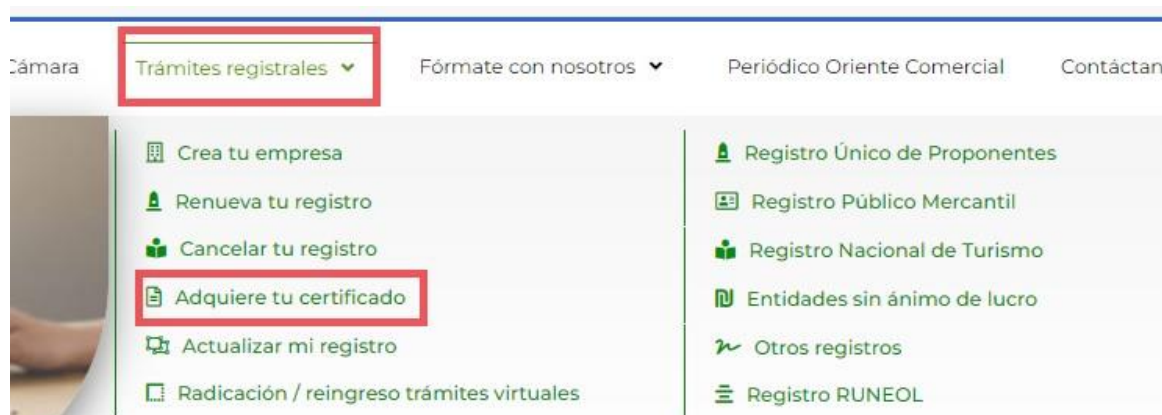 Cámara
Trámites registrales
Fórmate con nosotros
Periódico Oriente Comercial
Contáctan
Crea tu empresa
Renueva tu registro
Cancelar tu registro
Adquiere tu certificado
Actualizar mi registro
Radicación / reingreso trámites virtuales
Registro Único de Proponentes
Registro Público Mercantil
Registro Nacional de Turismo
Entidades sin ánimo de lucro
Otros registros
Registro RUNEOL